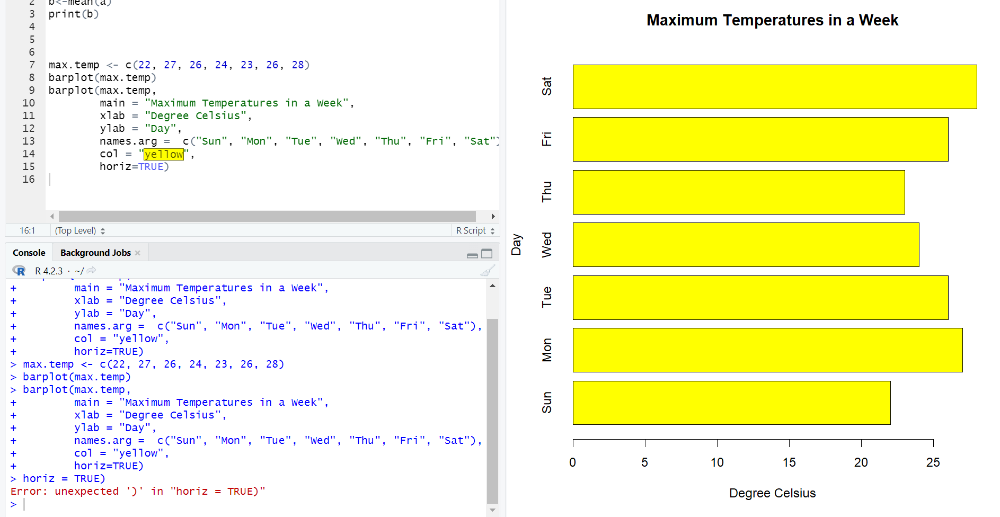 2 b<-mean(a)
3 print(b)
4
5
6
7 max.temp <- c(22, 27, 26, 24, 23, 26, 28)
8 barplot(max.temp)
9 barplot(max.temp,
10         main = "Maximum Temperatures in a Week",
11         xlab = "Degree Celsius",
12         ylab = "Day",
13         names.arg =  c("Sun", "Mon", "Tue", "Wed", "Thu", "Fri", "Sat")
14         col = "yellow",
15         horiz=TRUE)
16
16:1 (Top Level) R Script
Console Background Jobs
R 4.2.3 · ~/
+         main = "Maximum Temperatures in a Week",
+         xlab = "Degree Celsius",
+         ylab = "Day",
+         names.arg =  c("Sun", "Mon", "Tue", "Wed", "Thu", "Fri", "Sat"),
+         col = "yellow",
+         horiz=TRUE)
> max.temp <- c(22, 27, 26, 24, 23, 26, 28)
> barplot(max.temp)
> barplot(max.temp,
+         main = "Maximum Temperatures in a Week",
+         xlab = "Degree Celsius",
+         ylab = "Day",
+         names.arg =  c("Sun", "Mon", "Tue", "Wed", "Thu", "Fri", "Sat"),
+         col = "yellow",
+         horiz=TRUE)
> horiz = TRUE)
Error: unexpected ')' in "horiz = TRUE)"
>
Maximum Temperatures in a Week
Day
Sat
Fri
Thu
Wed
Tue
Mon
Sun
0 5 10 15 20 25
Degree Celsius